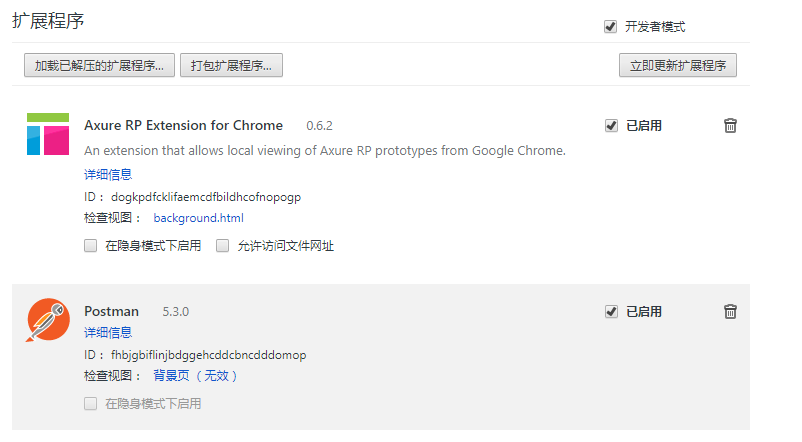 扩展程序
开发者模式
加载已解压的扩展程序... 打包扩展程序... 立即更新扩展程序
Axure RP Extension for Chrome 0.6.2 已启用
An extension that allows local viewing of Axure RP prototypes from Google Chrome.
详细信息
ID： dogkpdfcklifaemcdfbildhcofnopogp
检查视图： background.html
在隐身模式下启用 允许访问文件网址
Postman 5.3.0 已启用
详细信息
ID： fhbjgbiflinjbdggehcddcbncdddomop
检查视图： 背景页 （无效）
在隐身模式下启用